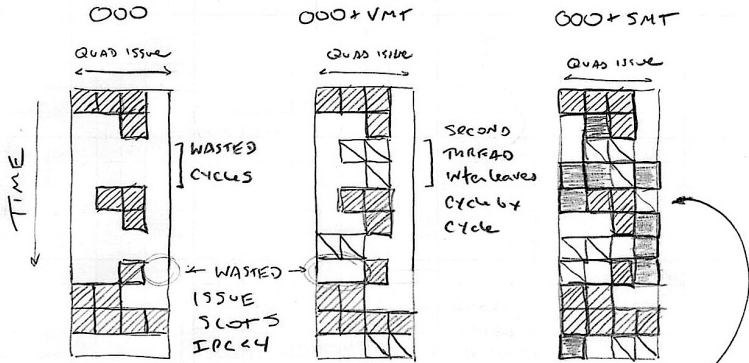 OOO
OOO + VMT
OOO + SMT
QUAD ISSUE
QUAD ISSUE
QUAD ISSUE
TIME
WASTED
CYCLES
SECOND
THREAD
Interleaves
cycle by
cycle
WASTED
ISSUE
SLOTS
IPC<4